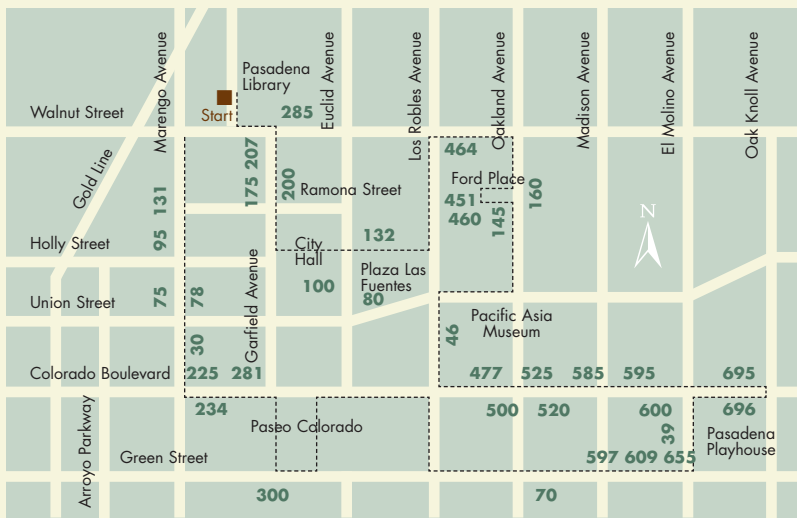 Pasadena
Library
Walnut Street
Start
285
Marengo Avenue
Euclid Avenue
Los Robles Avenue
Oakland Avenue
Madison Avenue
El Molino Avenue
Oak Knoll Avenue
Gold Line
207
175
200
464
Ford Place
Ramona Street
131
451
160
460
145
Holly Street
95
City
Hall
132
Plaza Las
Fuentes
100
80
Garfield Avenue
Union Street
75
78
Pacific Asia
Museum
46
30
Colorado Boulevard
225
281
477
525
585
595
695
234
500
520
600
696
Paseo Colorado
39
Pasadena
Playhouse
Arroyo Parkway
Green Street
597
609
655
300
70
N